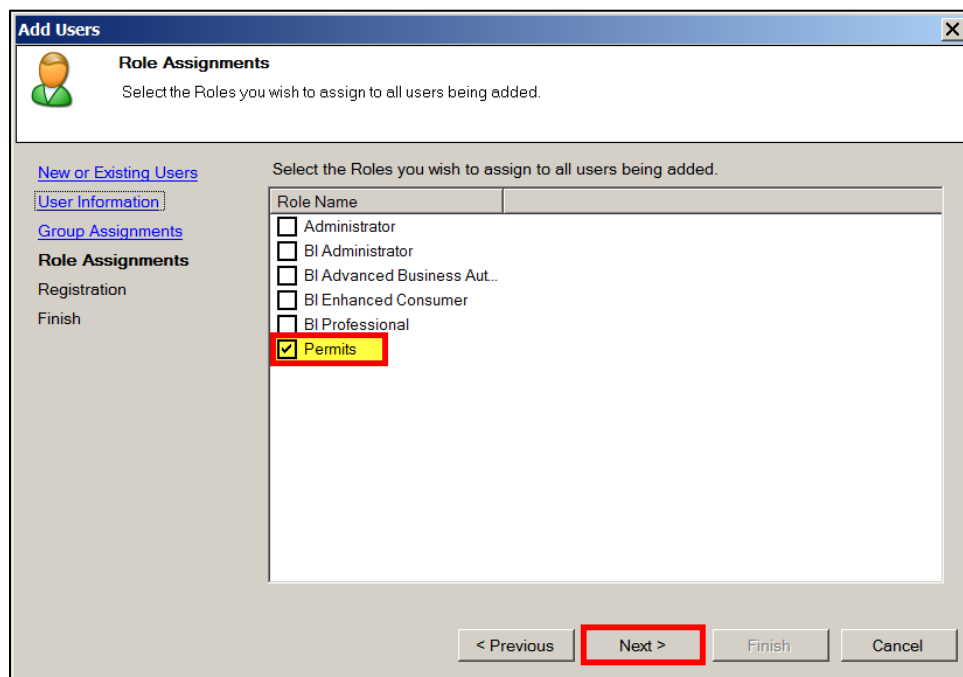 Add Users
Role Assignments
Select the Roles you wish to assign to all users being added.
New or Existing Users
User Information
Group Assignments
Role Assignments
Registration
Finish
Select the Roles you wish to assign to all users being added.
Role Name
Administrator
BI Administrator
BI Advanced Business Aut...
BI Enhanced Consumer
BI Professional
Permits
< Previous
Next >
Finish
Cancel